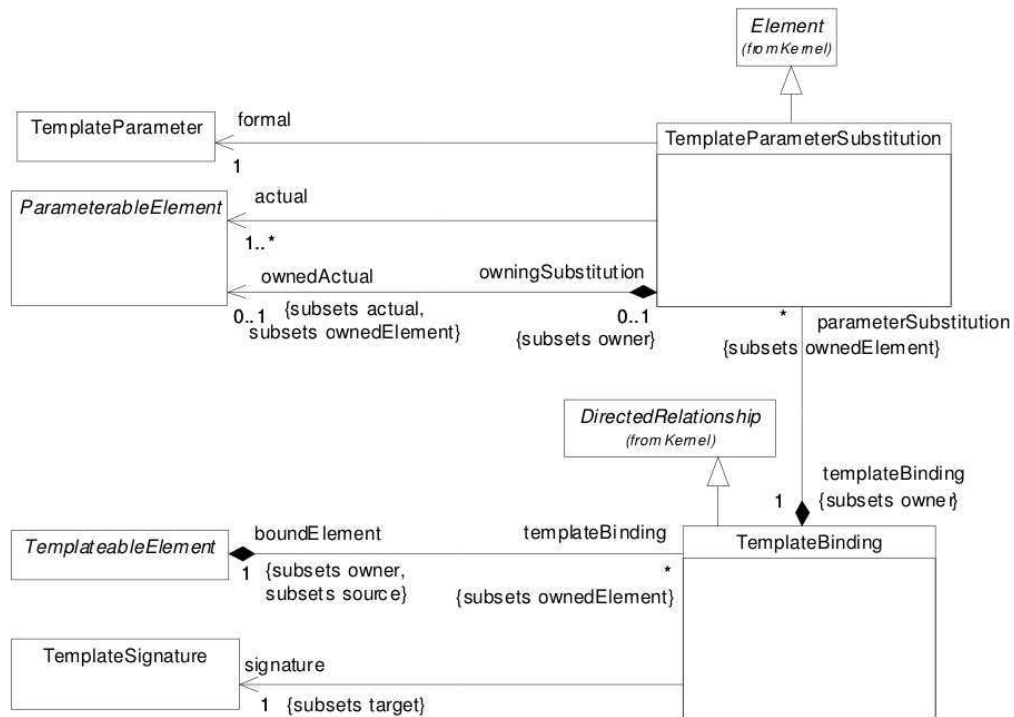 Element
(from Kernel)
TemplateParameter
formal
1
TemplateParameterSubstitution
ParameterableElement
actual
1..*
ownedActual
0..1
{subsets actual,
subsets ownedElement}
owningSubstitution
0..1
{subsets owner}
*
parameterSubstitution
{subsets ownedElement}
DirectedRelationship
(from Kernel)
templateBinding
1
{subsets owner}
TemplateableElement
boundElement
1
{subsets owner,
subsets source}
templateBinding
*
{subsets ownedElement}
TemplateBinding
TemplateSignature
signature
1
{subsets target}